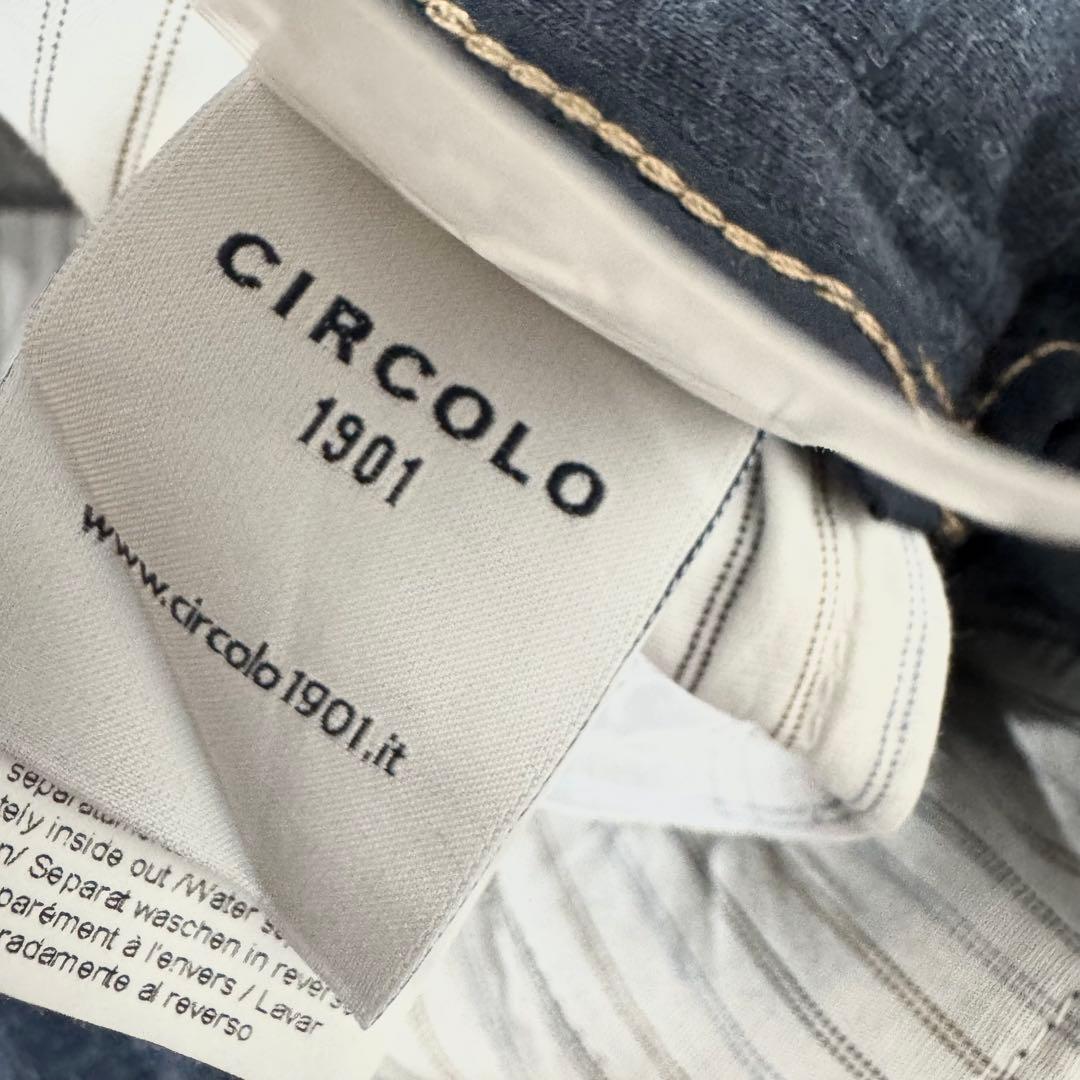 CIRCOLO
1901
www.circolo1901.it
tely inside out /Water
n/ Separat waschen in revers
parément à l'envers / Lavar
radamente al reverso